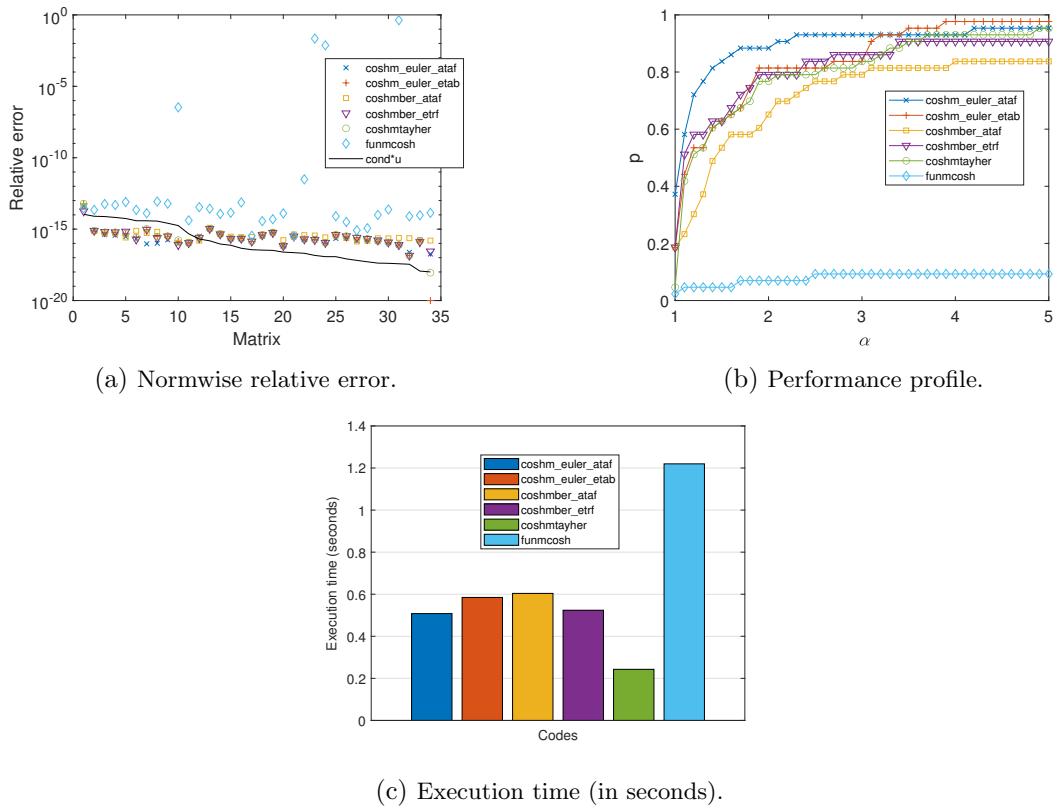 10^0
10^-5
10^-10
10^-15
10^-20
Relative error
0 5 10 15 20 25 30 35
Matrix
coshm_euler_ataf
coshm_euler_etab
coshmber_ataf
coshmber_etrf
coshmtayher
funmcosh
cond*u
(a) Normwise relative error.
1
0.8
0.6
0.4
0.2
0
p
1 2 3 4 5
α
coshm_euler_ataf
coshm_euler_etab
coshmber_ataf
coshmber_etrf
coshmtayher
funmcosh
(b) Performance profile.
1.4
1.2
1
0.8
0.6
0.4
0.2
0
Execution time (seconds)
coshm_euler_ataf
coshm_euler_etab
coshmber_ataf
coshmber_etrf
coshmtayher
funmcosh
Codes
(c) Execution time (in seconds).